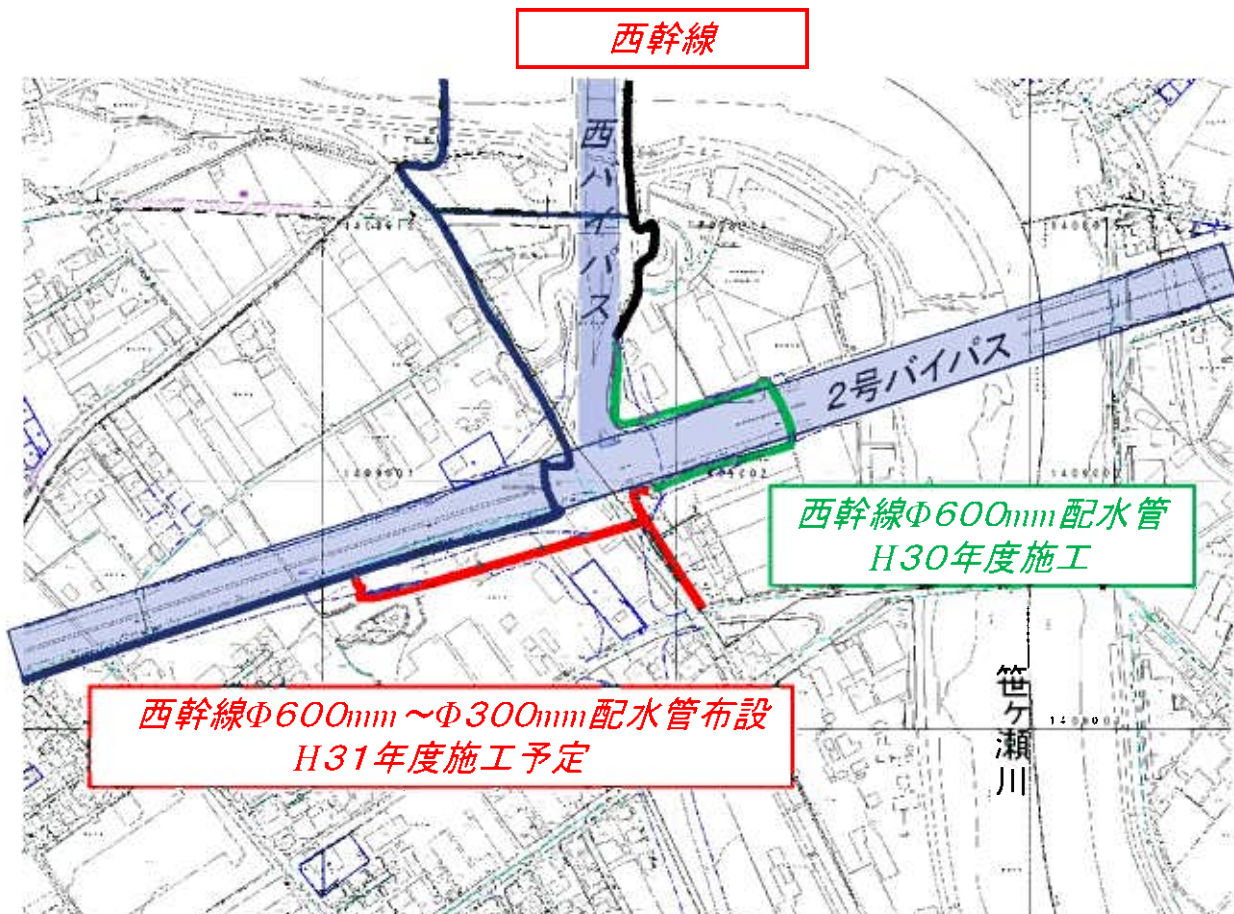 西幹線
西バイパス
2号バイパス
西幹線Φ600mm配水管
H30年度施工
西幹線Φ600mm～Φ300mm配水管布設
H31年度施工予定
笹ヶ瀬川